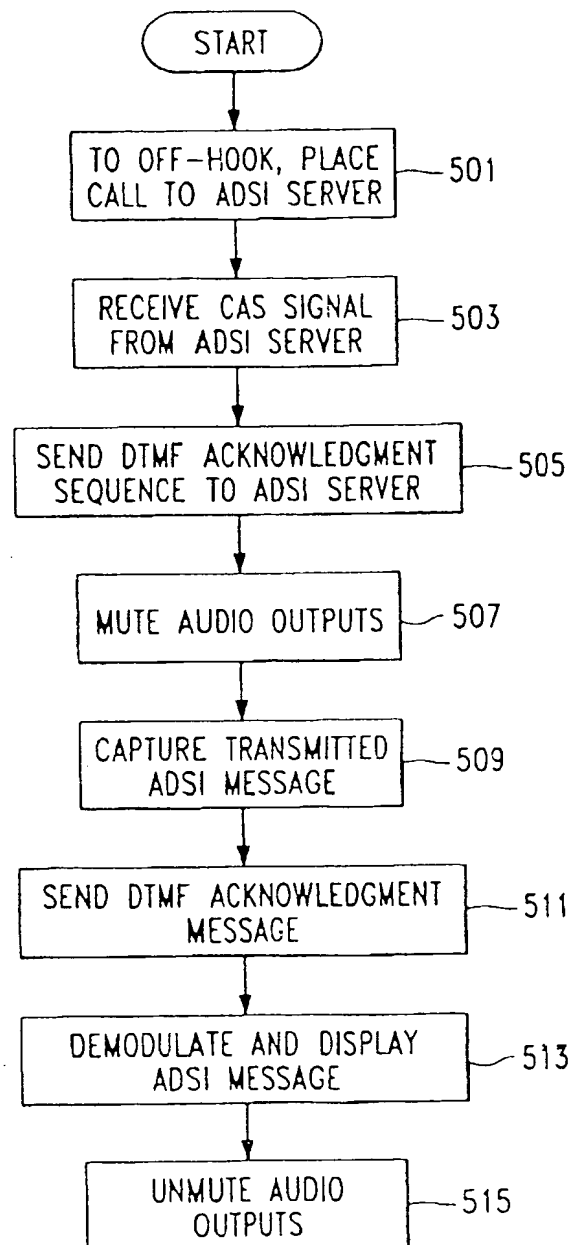 START
TO OFF-HOOK, PLACE
CALL TO ADSI SERVER
501
RECEIVE CAS SIGNAL
FROM ADSI SERVER
503
SEND DTMF ACKNOWLEDGMENT
SEQUENCE TO ADSI SERVER
505
MUTE AUDIO OUTPUTS
507
CAPTURE TRANSMITTED
ADSI MESSAGE
509
SEND DTMF ACKNOWLEDGMENT
MESSAGE
511
DEMODULATE AND DISPLAY
ADSI MESSAGE
513
UNMUTE AUDIO
OUTPUTS
515